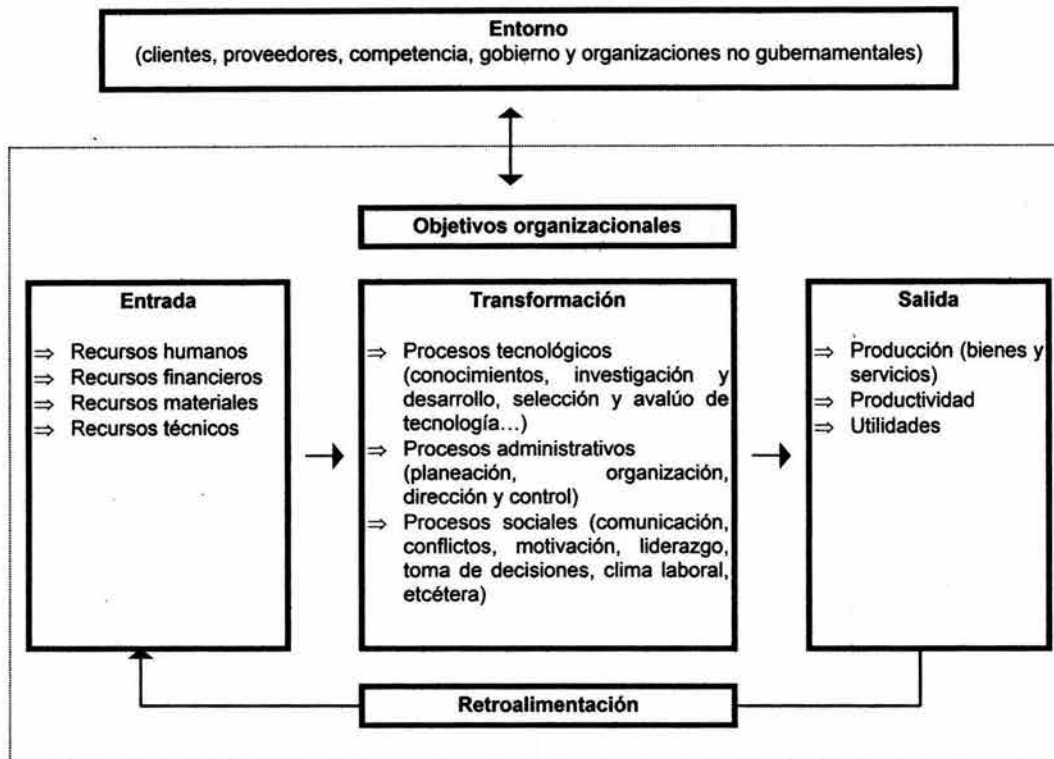 Entorno
(clientes, proveedores, competencia, gobierno y organizaciones no gubernamentales)
Objetivos organizacionales
Entrada
⇒ Recursos humanos
⇒ Recursos financieros
⇒ Recursos materiales
⇒ Recursos técnicos
Transformación
⇒ Procesos tecnológicos
(conocimientos, investigación y
desarrollo, selección y avalúo de
tecnología...)
⇒ Procesos administrativos
(planeación, organización,
dirección y control)
⇒ Procesos sociales (comunicación,
conflictos, motivación, liderazgo,
toma de decisiones, clima laboral,
etcétera)
Salida
⇒ Producción (bienes y
servicios)
⇒ Productividad
⇒ Utilidades
Retroalimentación